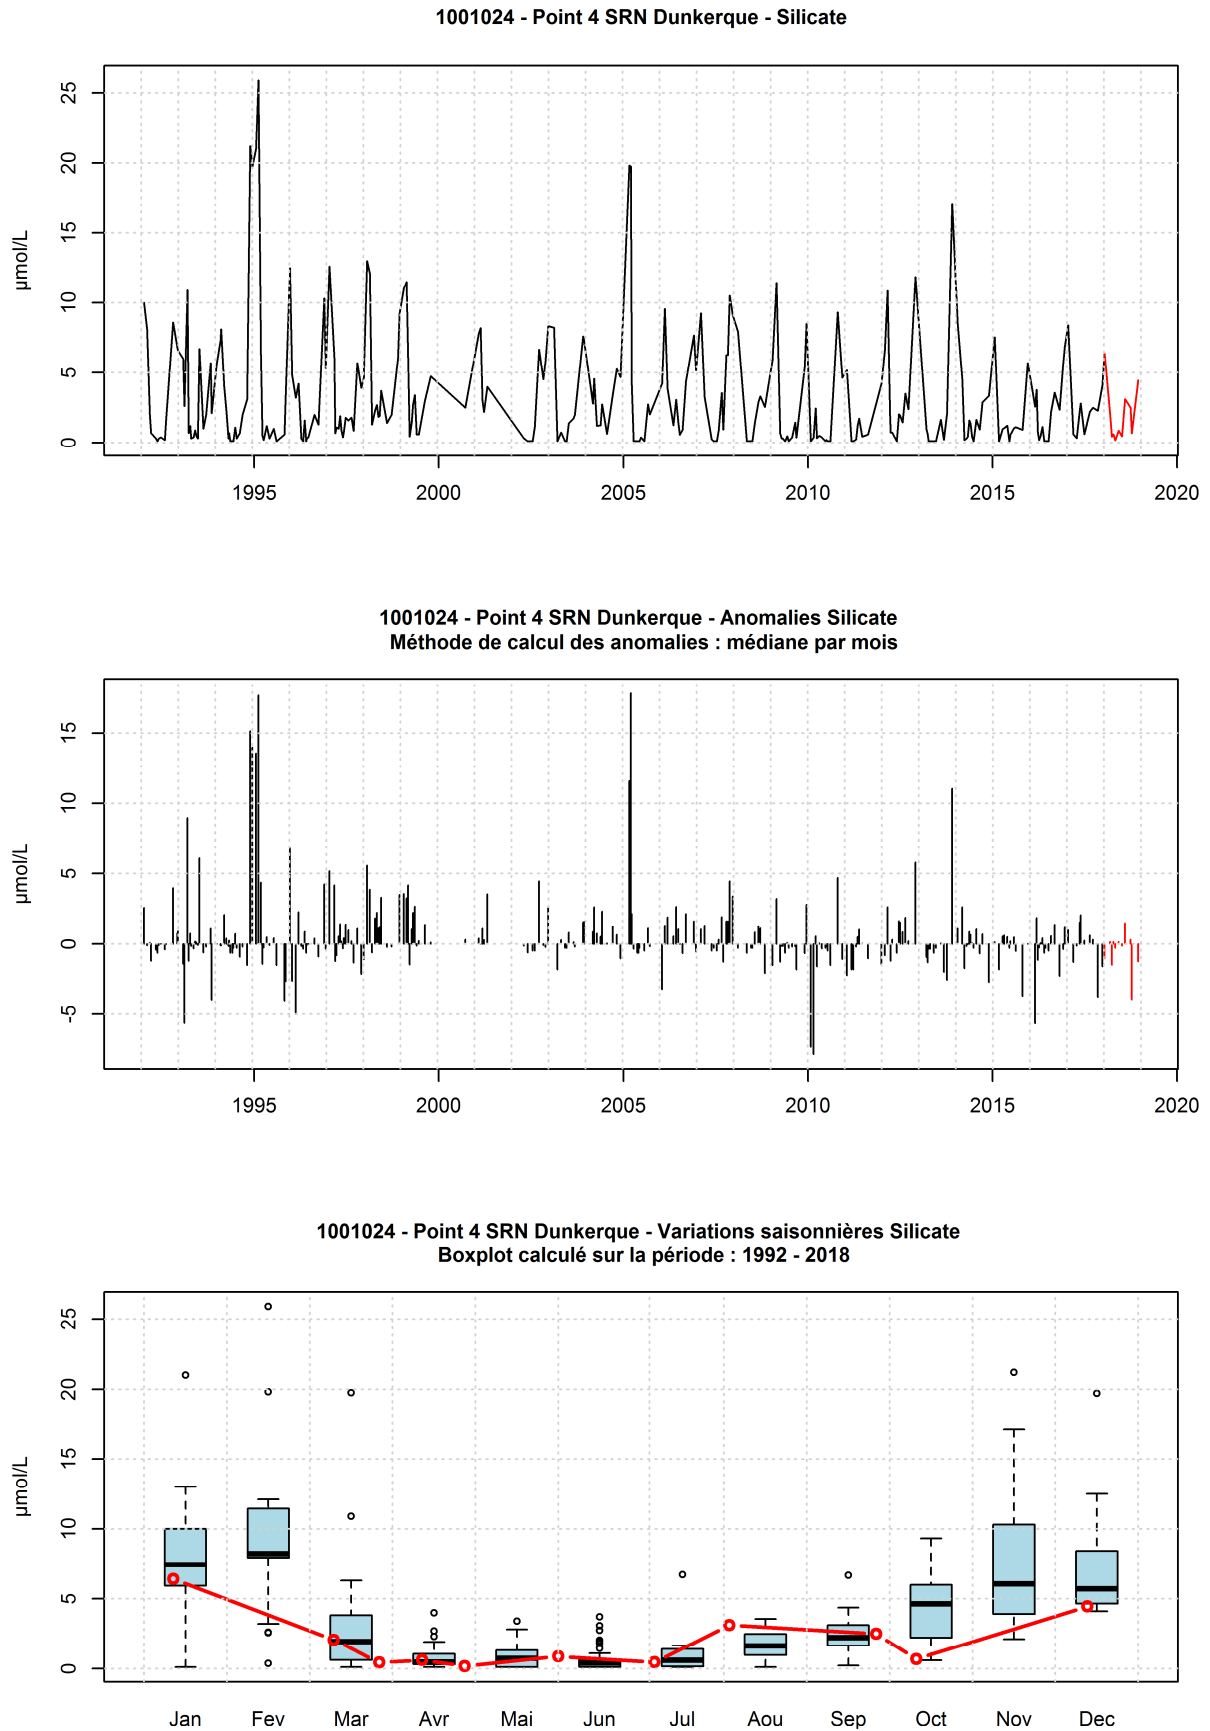 1001024 - Point 4 SRN Dunkerque - Silicate
25
20
15
10
5
0
µmol/L
1995 2000 2005 2010 2015 2020
1001024 - Point 4 SRN Dunkerque - Anomalies Silicate
Méthode de calcul des anomalies : médiane par mois
15
10
5
0
-5
µmol/L
1995 2000 2005 2010 2015 2020
1001024 - Point 4 SRN Dunkerque - Variations saisonnières Silicate
Boxplot calculé sur la période : 1992 - 2018
25
20
15
10
5
0
µmol/L
Jan Fev Mar Avr Mai Jun Jul Aou Sep Oct Nov Dec